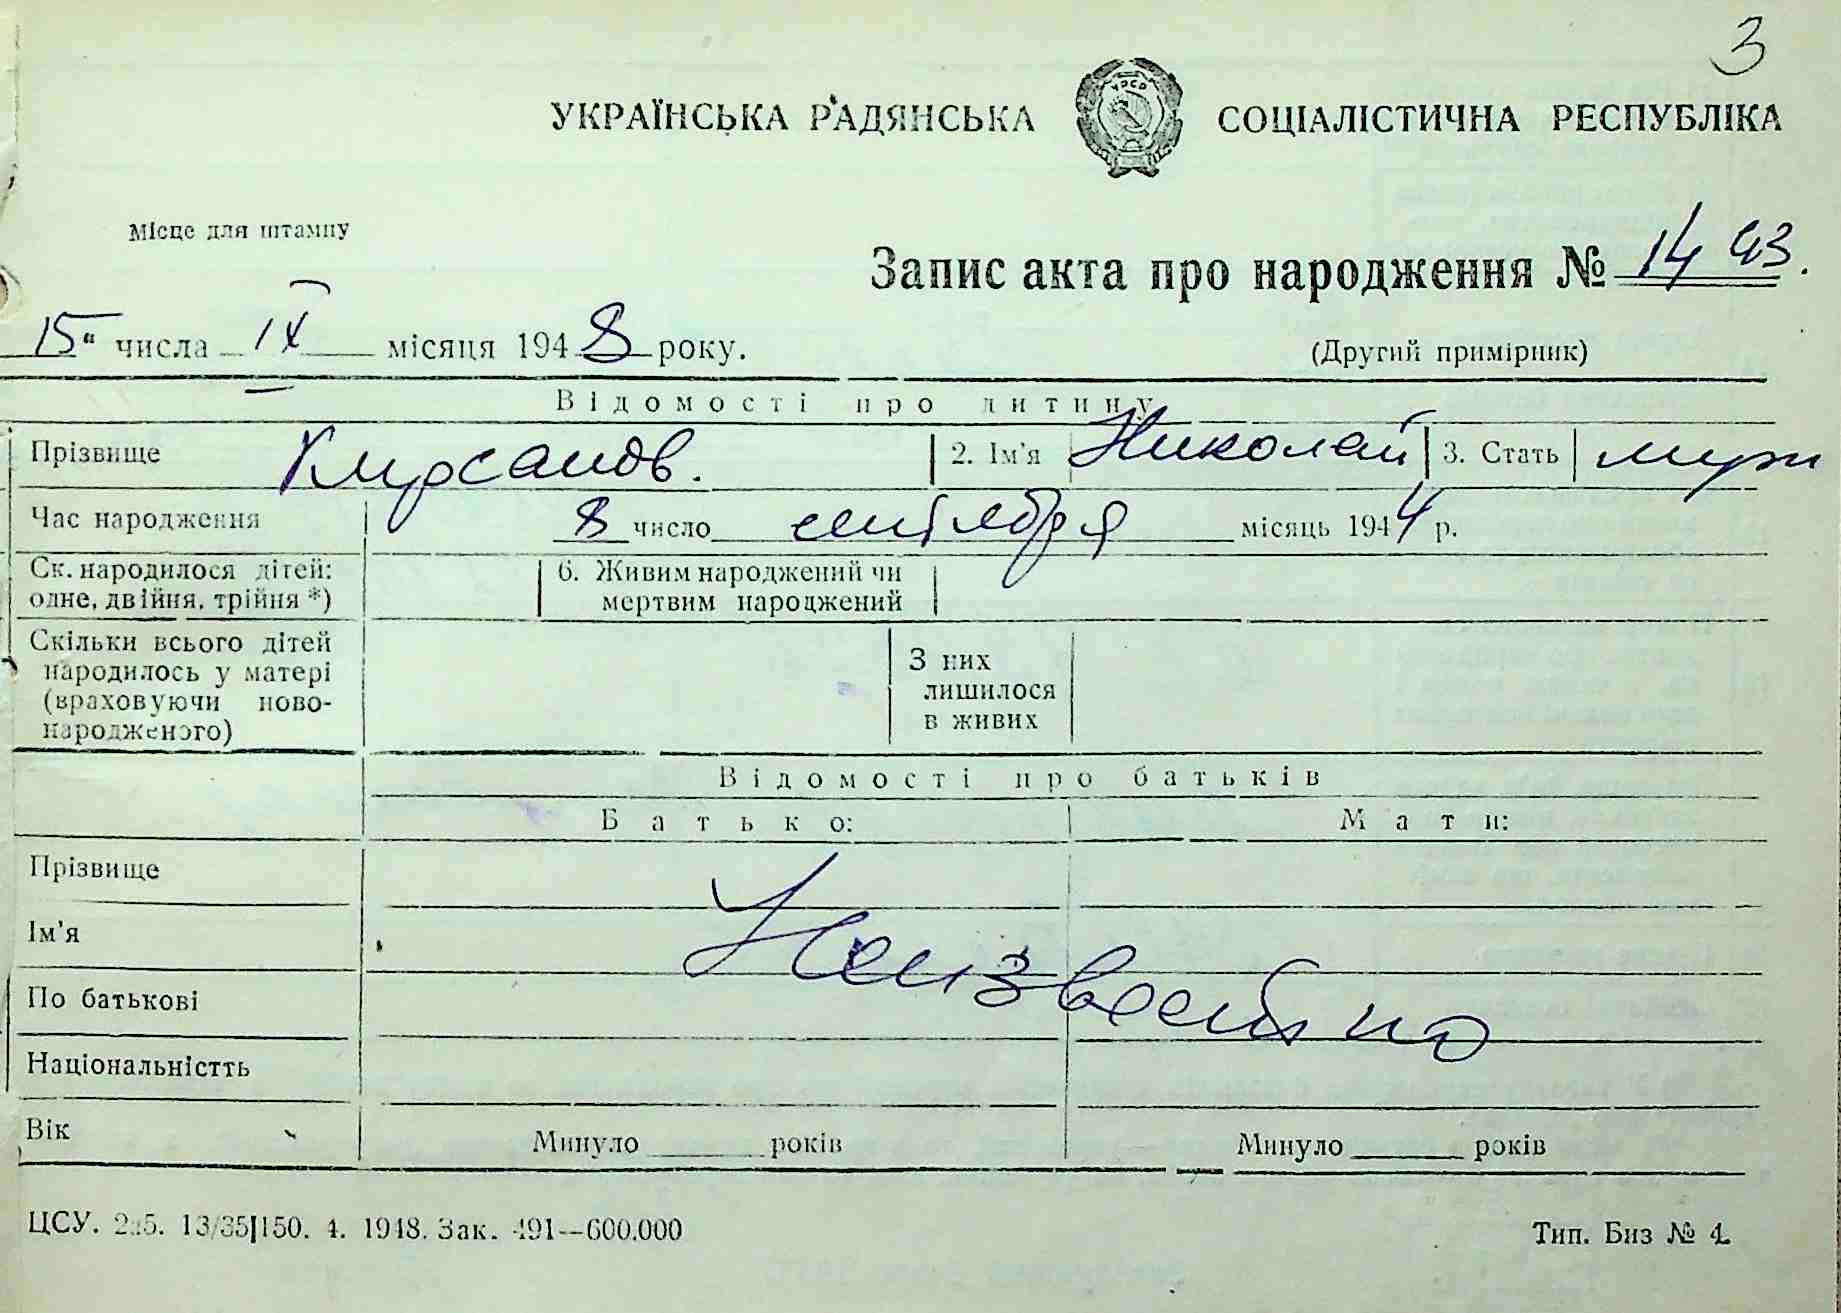 3
УКРАЇНСЬКА РАДЯНСЬКА СОЦІАЛІСТИЧНА РЕСПУБЛІКА
Місце для штампу
Запис акта про народження № 1443.
15" числа IX місяця 1948 року.
(Другий примірник)
Відомості про дитину
Прізвище Кирсанов. 2. Ім'я Николай 3. Стать муж
Час народження 8 число сентября місяць 1944 р.
Ск. народилося дітей: одне, двійня, трійня *) 6. Живим народжений чи мертвим народжений
Скільки всього дітей народилось у матері (враховуючи новонародженого) З них лишилося в живих
Відомості про батьків
Батько: Мати:
Прізвище
Ім'я
Неизвестно
По батькові
Національністть
Вік Минуло років Минуло років
ЦСУ. 225. 13/35|150. 4. 1948. Зак. 491—600.000 Тип. Биз № 4